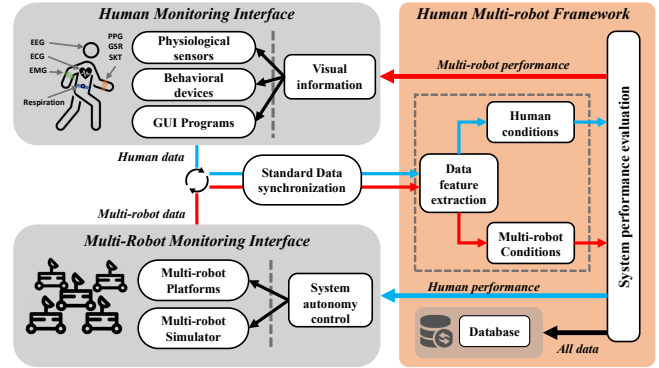 Human Monitoring Interface
EEG
ECG
EMG
Respiration
PPG
GSR
SKT
Physiological
sensors
Behavioral
devices
GUI Programs
Visual
information
Human Multi-robot Framework
Multi-robot performance
Human
conditions
Data
feature
extraction
Multi-robot
Conditions
System performance evaluation
Human data
Standard Data
synchronization
Multi-robot data
Multi-Robot Monitoring Interface
Multi-robot
Platforms
Multi-robot
Simulator
System
autonomy
control
Human performance
Database
All data